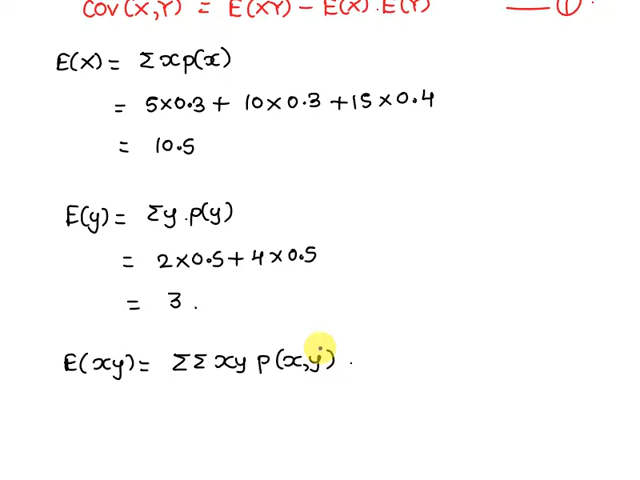 Cov(X,Y) = E(XY) - E(X).E(Y) —— ①.
E(X) = Σxp(x)
= 5×0.3 + 10×0.3 + 15×0.4
= 10.5
E(y) = Σy.p(y)
= 2×0.5 + 4×0.5
= 3.
E(xy) = ΣΣ xy p(x,y).